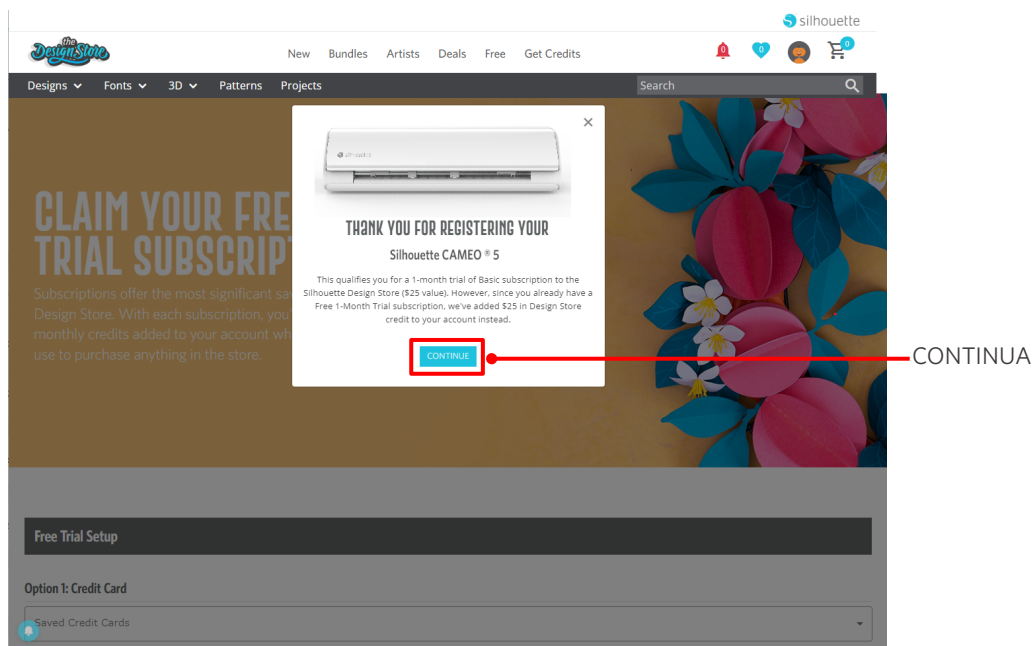 silhouette
the
Design Store
New Bundles Artists Deals Free Get Credits
0 0 0
Designs Fonts 3D Patterns Projects Search
CLAIM YOUR FRE
TRIAL SUBSCRIP
Subscriptions offer the most significant sa
Design Store. With each subscription, you
monthly credits added to your account wh
use to purchase anything in the store.
silhouette
THANK YOU FOR REGISTERING YOUR
Silhouette CAMEO ® 5
This qualifies you for a 1-month trial of Basic subscription to the
Silhouette Design Store ($25 value). However, since you already have a
Free 1-Month Trial subscription, we've added $25 in Design Store
credit to your account instead.
CONTINUE
CONTINUA
Free Trial Setup
Option 1: Credit Card
Saved Credit Cards